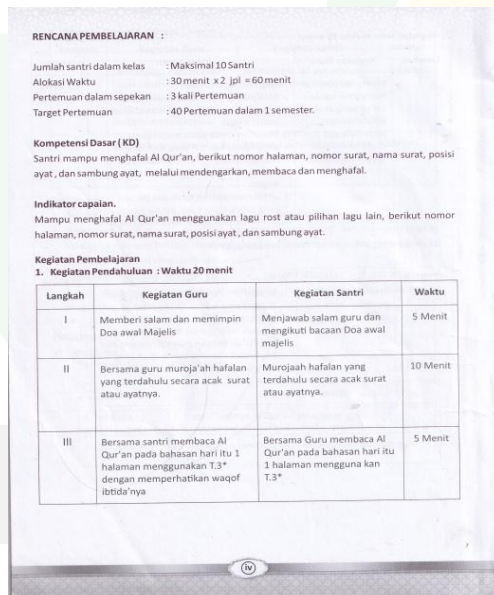 RENCANA PEMBELAJARAN :
Jumlah santri dalam kelas : Maksimal 10 Santri
Alokasi Waktu : 30 menit x 2 jpl = 60 menit
Pertemuan dalam sepekan : 3 kali Pertemuan
Target Pertemuan : 40 Pertemuan dalam 1 semester.
Kompetensi Dasar ( KD)
Santri mampu menghafal Al Qur'an, berikut nomor halaman, nomor surat, nama surat, posisi
ayat , dan sambung ayat, melalui mendengarkan, membaca dan menghafal.
Indikator capaian.
Mampu menghafal Al Qur'an menggunakan lagu rost atau pilihan lagu lain, berikut nomor
halaman, nomor surat, nama surat, posisi ayat , dan sambung ayat.
Kegiatan Pembelajaran
1. Kegiatan Pendahuluan : Waktu 20 menit
Langkah Kegiatan Guru Kegiatan Santri Waktu
I Memberi salam dan memimpin Menjawab salam guru dan 5 Menit
Doa awal Majelis mengikuti bacaan Doa awal
majelis
II Bersama guru muroja'ah hafalan Murojaah hafalan yang 10 Menit
yang terdahulu secara acak surat terdahulu secara acak surat
atau ayatnya. atau ayatnya.
III Bersama santri membaca Al Bersama Guru membaca Al 5 Menit
Qur'an pada bahasan hari itu 1 Qur'an pada bahasan hari itu
halaman menggunakan T.3* 1 halaman mengguna kan
dengan memperhatikan waqof T.3*
ibtida'nya
iv